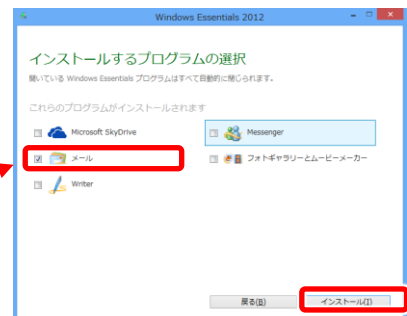 Windows Essentials 2012
インストールするプログラムの選択
開いている Windows Essentials プログラムはすべて自動的に閉じられます。
これらのプログラムがインストールされます
Microsoft SkyDrive
Messenger
メール
フォトギャラリーとムービーメーカー
Writer
戻る(B)
インストール(I)